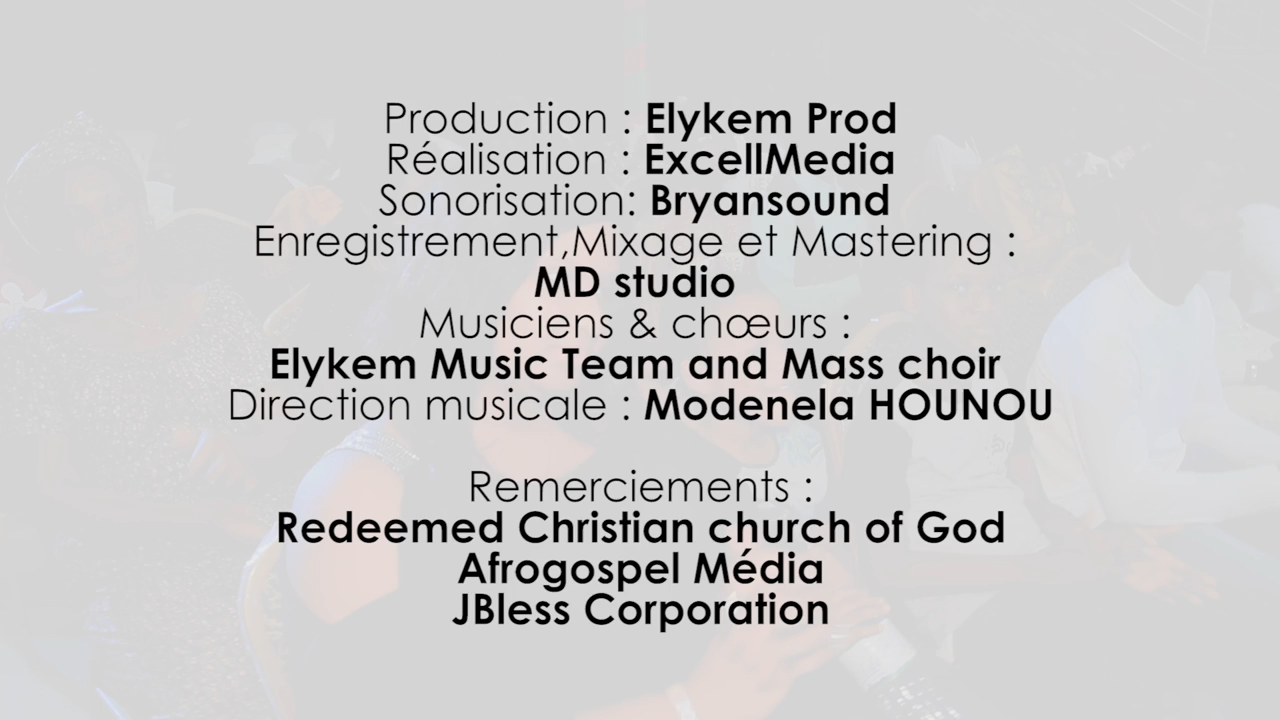 Production : Elykem Prod
Réalisation : ExcellMedia
Sonorisation: Bryansound
Enregistrement,Mixage et Mastering :
MD studio
Musiciens & chœurs :
Elykem Music Team and Mass choir
Direction musicale : Modenela HOUNOU
Remerciements :
Redeemed Christian church of God
Afrogospel Média
JBless Corporation